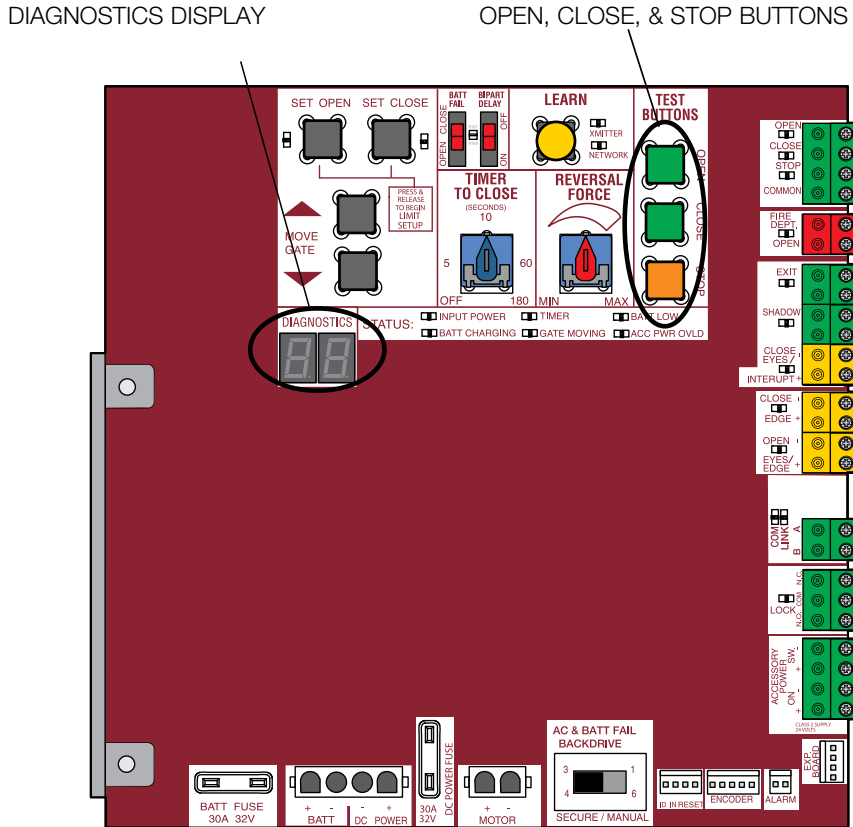 DIAGNOSTICS DISPLAY
OPEN, CLOSE, & STOP BUTTONS
SET OPEN
SET CLOSE
BATT
FAIL
BIPART
DELAY
OPEN CLOSE
ON OFF
LEARN
XMITTER
NETWORK
TEST
BUTTONS
OPEN
CLOSE
STOP
PRESS &
RELEASE
TO BEGIN
LIMIT
SETUP
MOVE
GATE
TIMER
TO CLOSE
(SECONDS)
10
5
60
OFF
180
REVERSAL
FORCE
MIN
MAX
DIAGNOSTICS
STATUS:
INPUT POWER
TIMER
BATT LOW
BATT CHARGING
GATE MOVING
ACC PWR OVLD
OPEN
CLOSE
STOP
COMMON
FIRE
DEPT.
OPEN
EXIT
SHADOW
CLOSE
EYES/ -
INTERUPT +
CLOSE -
EDGE +
OPEN -
EYES/
EDGE +
COM
LINK
A
B
LOCK
N.C.
COM
N.O.
ACCESSORY
POWER
SW. - +
ON - +
CLASS 2 SUPPLY
24 VOLTS
EXP.
BOARD
BATT FUSE
30A 32V
+ - - +
BATT DC POWER
DC POWER FUSE
30A
32V
+ -
MOTOR
AC & BATT FAIL
BACKDRIVE
3 1
4 6
SECURE / MANUAL
ID IN RESET
ENCODER
ALARM